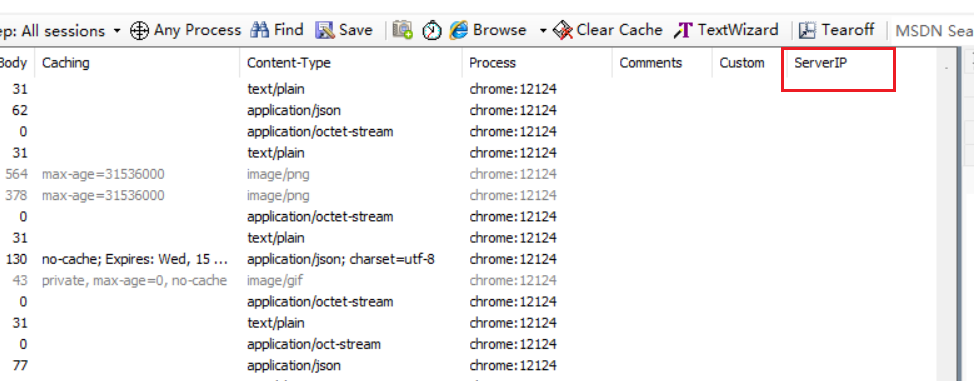 ep: All sessions Any Process Find Save Browse Clear Cache TextWizard Tearoff MSDN Sea
Body Caching Content-Type Process Comments Custom ServerIP
31 text/plain chrome:12124
62 application/json chrome:12124
0 application/octet-stream chrome:12124
31 text/plain chrome:12124
564 max-age=31536000 image/png chrome:12124
378 max-age=31536000 image/png chrome:12124
0 application/octet-stream chrome:12124
31 text/plain chrome:12124
130 no-cache; Expires: Wed, 15 ... application/json; charset=utf-8 chrome:12124
43 private, max-age=0, no-cache image/gif chrome:12124
0 application/octet-stream chrome:12124
31 text/plain chrome:12124
0 application/oct-stream chrome:12124
77 application/json chrome:12124